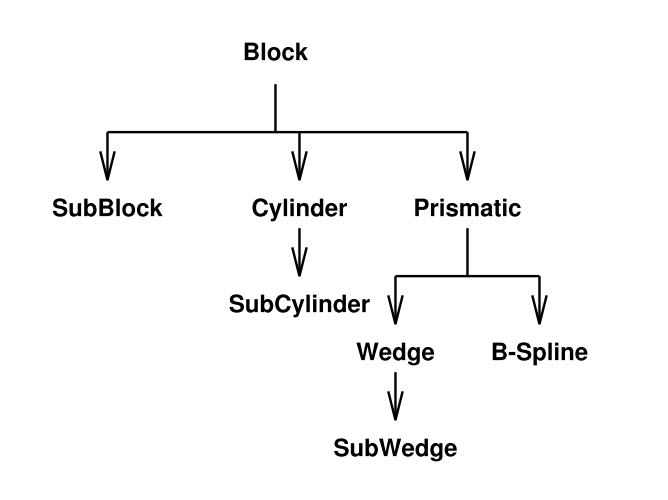 Block
SubBlock
Cylinder
Prismatic
SubCylinder
Wedge
B-Spline
SubWedge